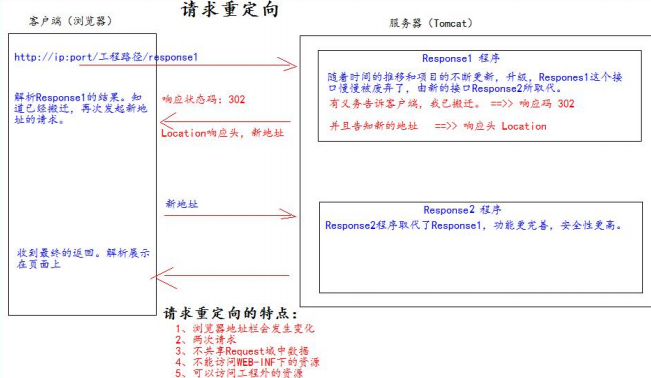 请求重定向
客户端（浏览器）
服务器（Tomcat）
http://ip:port/工程路径/response1
解析Response1的结果。知
道已经搬迁，再次发起新地
址的请求。
响应状态码：302
Location响应头，新地址
Response1 程序
随着时间的推移和项目的不断更新，升级，Respones1这个接
口慢慢被废弃了，由新的接口Response2所取代。
有义务告诉客户端，我已搬迁。 ==>> 响应码 302
并且告知新的地址 ==>> 响应头 Location
新地址
Response2 程序
Response2程序取代了Response1，功能更完善，安全性更高。
收到最终的返回。解析展示
在页面上
请求重定向的特点：
1、浏览器地址栏会发生变化
2、两次请求
3、不共享Request域中数据
4、不能访问WEB-INF下的资源
5、可以访问工程外的资源